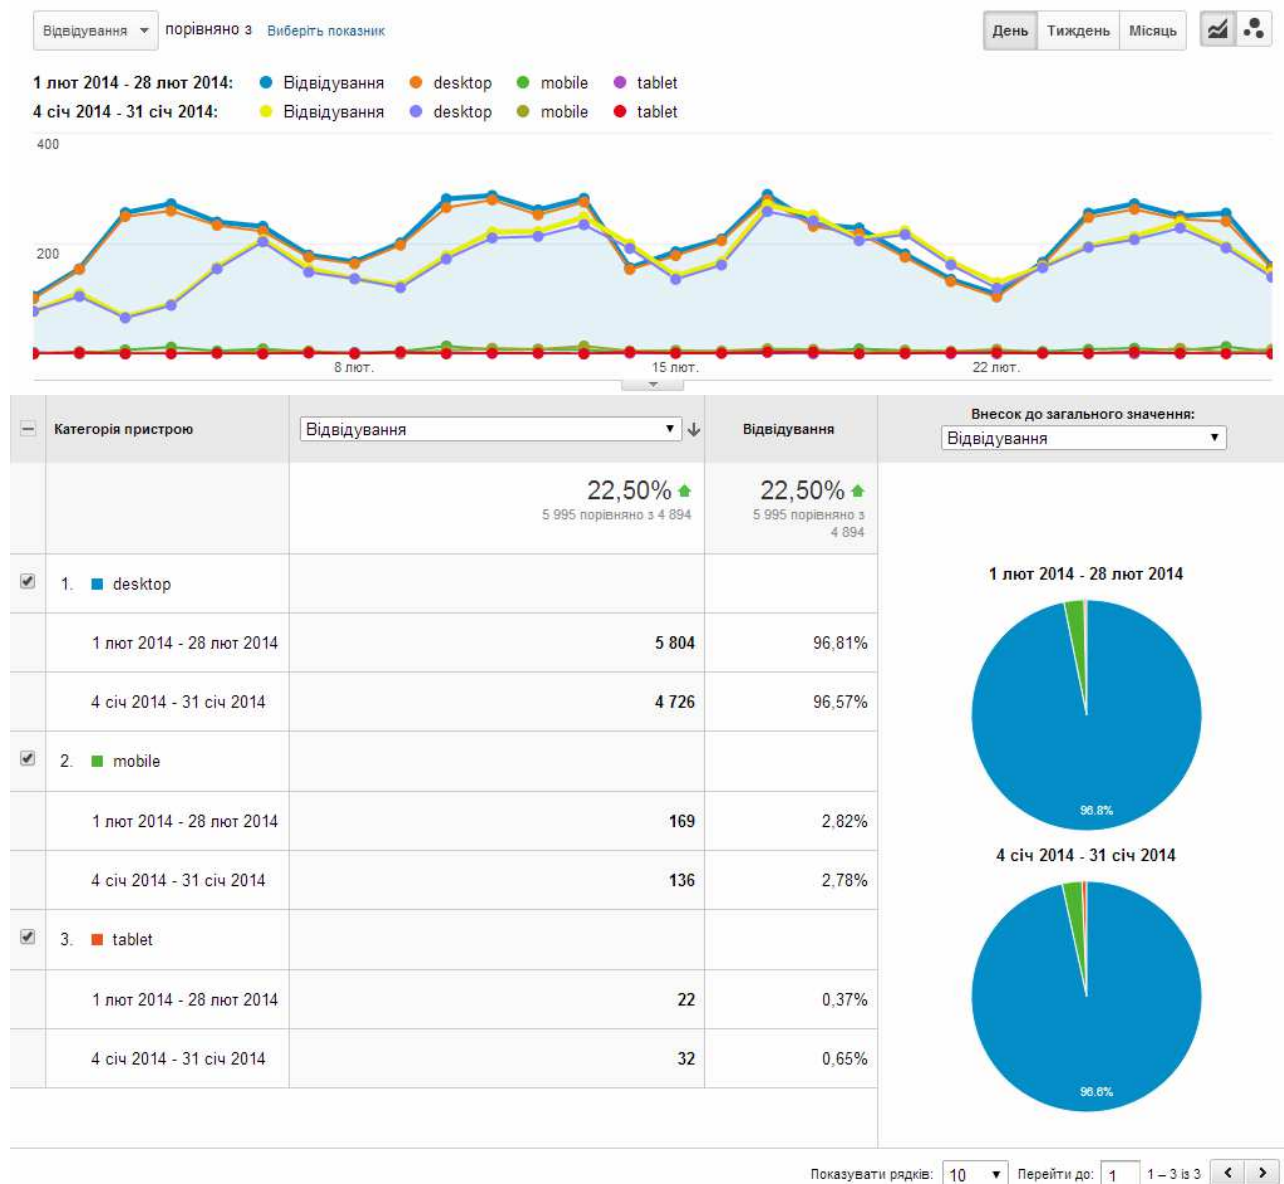 Відвідування порівняно з Виберіть показник День Тиждень Місяць
1 лют 2014 - 28 лют 2014: Відвідування desktop mobile tablet
4 січ 2014 - 31 січ 2014: Відвідування desktop mobile tablet
400
200
8 лют. 15 лют. 22 лют.
Категорія пристрою Відвідування Відвідування Внесок до загального значення:
Відвідування
22,50% 22,50%
5 995 порівняно з 4 894 5 995 порівняно з
4 894
1. desktop
1 лют 2014 - 28 лют 2014 5 804 96,81%
4 січ 2014 - 31 січ 2014 4 726 96,57%
2. mobile
1 лют 2014 - 28 лют 2014 169 2,82%
4 січ 2014 - 31 січ 2014 136 2,78%
3. tablet
1 лют 2014 - 28 лют 2014 22 0,37%
4 січ 2014 - 31 січ 2014 32 0,65%
1 лют 2014 - 28 лют 2014
96.8%
4 січ 2014 - 31 січ 2014
96.6%
Показувати рядків: 10 Перейти до: 1 1 – 3 із 3